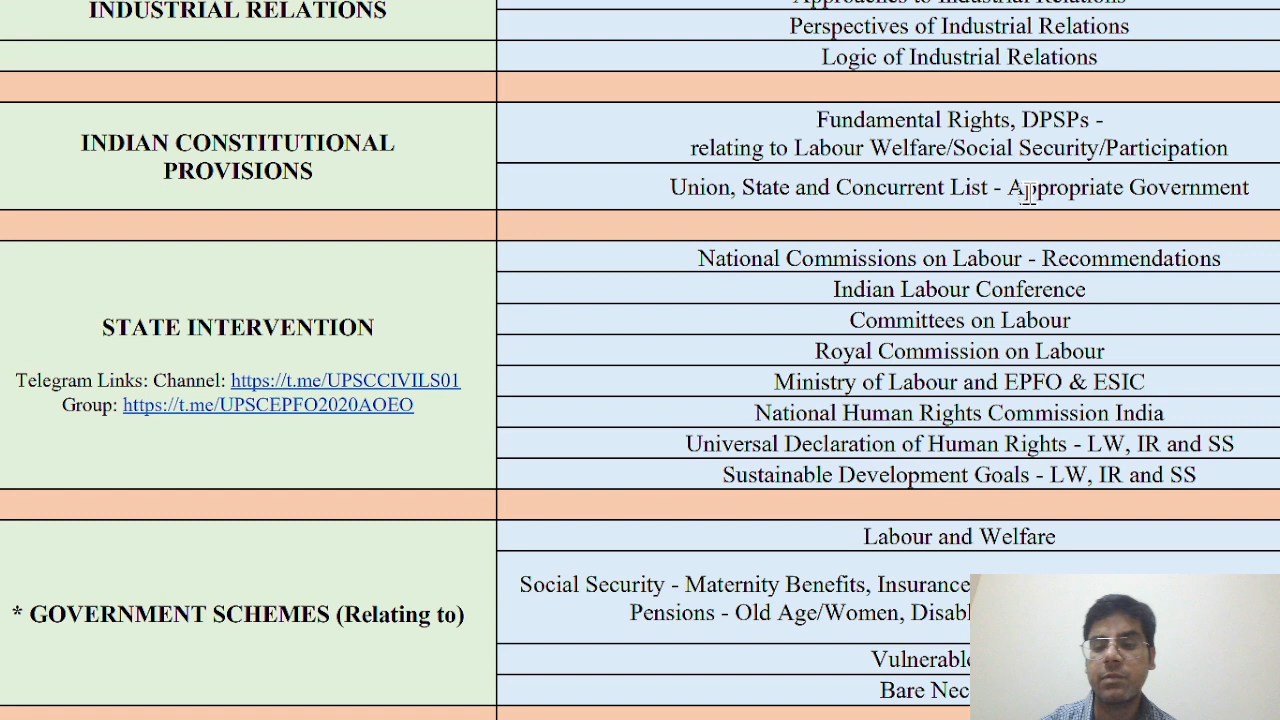 INDUSTRIAL RELATIONS
Approaches to Industrial Relations
Perspectives of Industrial Relations
Logic of Industrial Relations
INDIAN CONSTITUTIONAL
PROVISIONS
Fundamental Rights, DPSPs -
relating to Labour Welfare/Social Security/Participation
Union, State and Concurrent List - Appropriate Government
STATE INTERVENTION
Telegram Links: Channel: https://t.me/UPSCCIVILS01
Group: https://t.me/UPSCEPFO2020AOEO
National Commissions on Labour - Recommendations
Indian Labour Conference
Committees on Labour
Royal Commission on Labour
Ministry of Labour and EPFO & ESIC
National Human Rights Commission India
Universal Declaration of Human Rights - LW, IR and SS
Sustainable Development Goals - LW, IR and SS
* GOVERNMENT SCHEMES (Relating to)
Labour and Welfare
Social Security - Maternity Benefits, Insurance
Pensions - Old Age/Women,
Bare